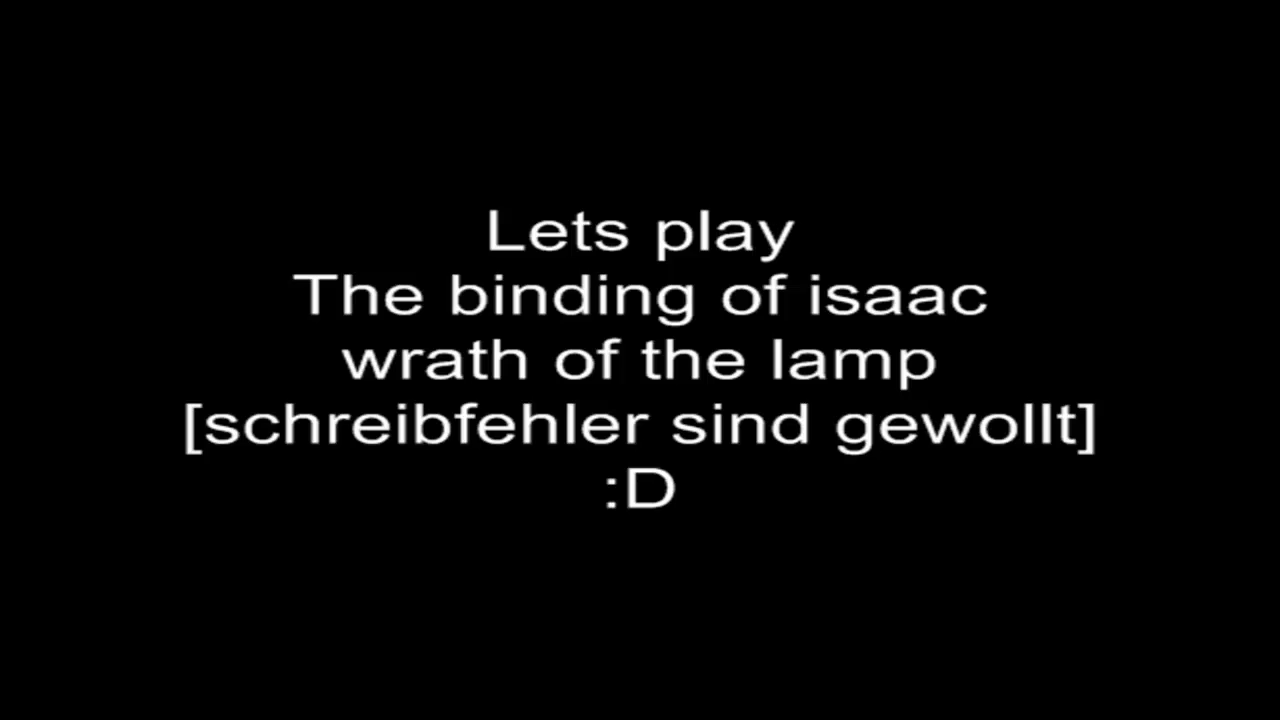 Lets play
The binding of isaac
wrath of the lamp
[schreibfehler sind gewollt]
:D